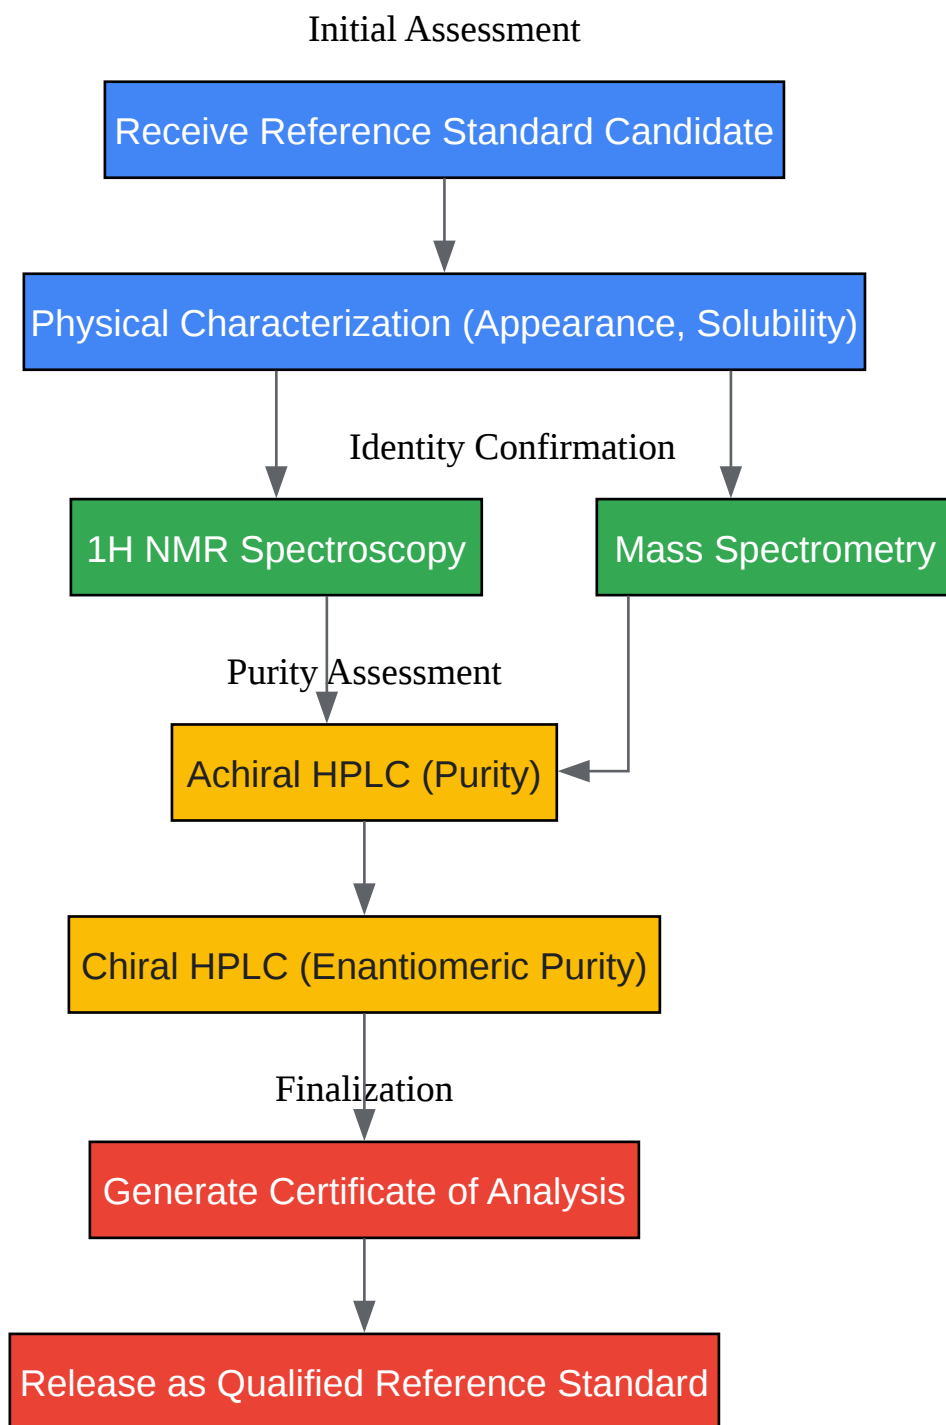 Initial Assessment
Receive Reference Standard Candidate
Physical Characterization (Appearance, Solubility)
Identity Confirmation
1H NMR Spectroscopy
Mass Spectrometry
Purity Assessment
Achiral HPLC (Purity)
Chiral HPLC (Enantiomeric Purity)
Finalization
Generate Certificate of Analysis
Release as Qualified Reference Standard